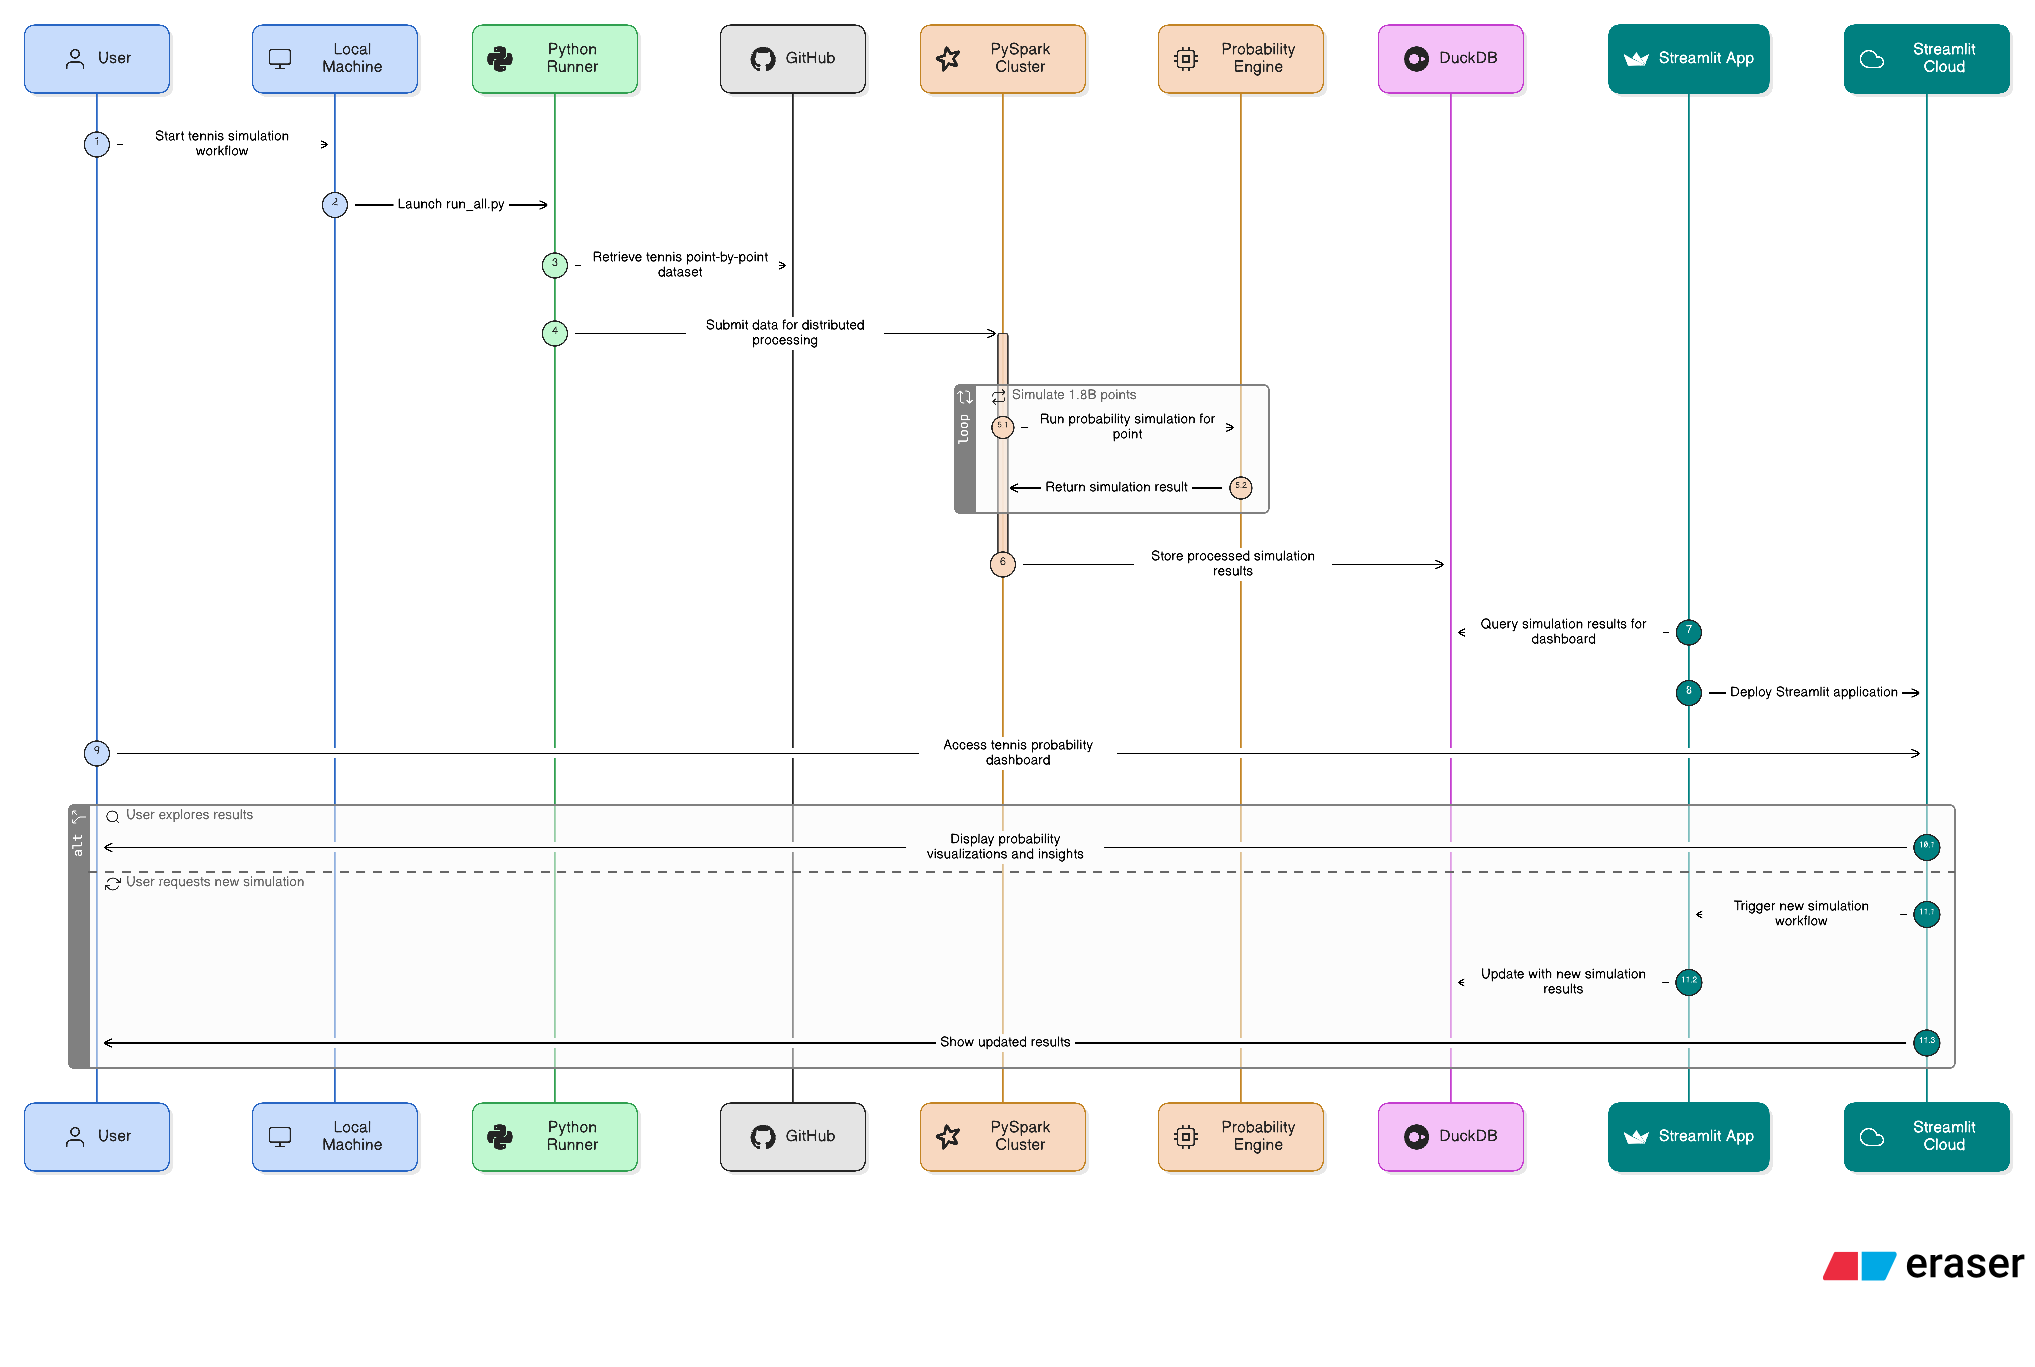 User
Local
Machine
Python
Runner
GitHub
PySpark
Cluster
Probability
Engine
DuckDB
Streamlit App
Streamlit
Cloud
1
Start tennis simulation
workflow
2
Launch run_all.py
3
Retrieve tennis point-by-point
dataset
4
Submit data for distributed
processing
loop
Simulate 1.8B points
5.1
Run probability simulation for
point
Return simulation result
5.2
6
Store processed simulation
results
Query simulation results for
dashboard
7
8
Deploy Streamlit application
9
Access tennis probability
dashboard
alt
User explores results
Display probability
visualizations and insights
10.1
User requests new simulation
Trigger new simulation
workflow
11.1
Update with new simulation
results
11.2
Show updated results
11.3
User
Local
Machine
Python
Runner
GitHub
PySpark
Cluster
Probability
Engine
DuckDB
Streamlit App
Streamlit
Cloud
eraser